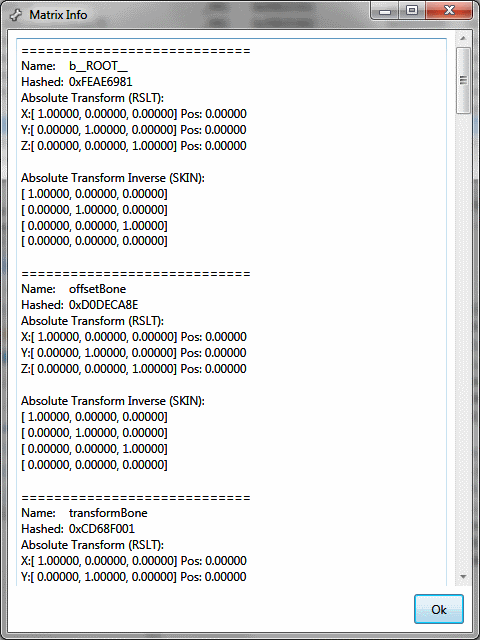 Matrix Info
============================
Name: b__ROOT__
Hashed: 0xFEAE6981
Absolute Transform (RSLT):
X:[ 1.00000, 0.00000, 0.00000] Pos: 0.00000
Y:[ 0.00000, 1.00000, 0.00000] Pos: 0.00000
Z:[ 0.00000, 0.00000, 1.00000] Pos: 0.00000
Absolute Transform Inverse (SKIN):
[ 1.00000, 0.00000, 0.00000]
[ 0.00000, 1.00000, 0.00000]
[ 0.00000, 0.00000, 1.00000]
[ 0.00000, 0.00000, 0.00000]
============================
Name: offsetBone
Hashed: 0xD0DECA8E
Absolute Transform (RSLT):
X:[ 1.00000, 0.00000, 0.00000] Pos: 0.00000
Y:[ 0.00000, 1.00000, 0.00000] Pos: 0.00000
Z:[ 0.00000, 0.00000, 1.00000] Pos: 0.00000
Absolute Transform Inverse (SKIN):
[ 1.00000, 0.00000, 0.00000]
[ 0.00000, 1.00000, 0.00000]
[ 0.00000, 0.00000, 1.00000]
[ 0.00000, 0.00000, 0.00000]
============================
Name: transformBone
Hashed: 0xCD68F001
Absolute Transform (RSLT):
X:[ 1.00000, 0.00000, 0.00000] Pos: 0.00000
Y:[ 0.00000, 1.00000, 0.00000] Pos: 0.00000
Ok